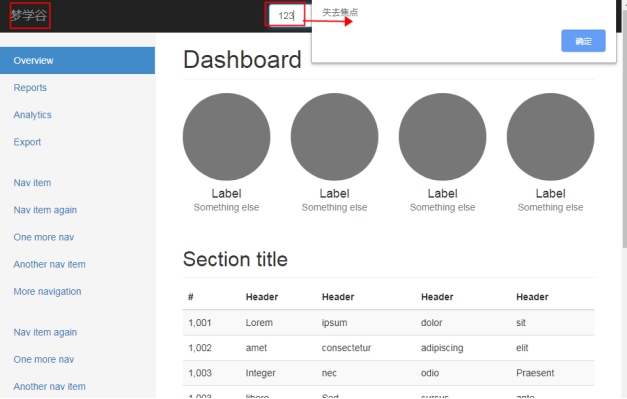 梦学谷
123
失去焦点
确定
Overview
Reports
Analytics
Export
Nav item
Nav item again
One more nav
Another nav item
More navigation
Nav item again
One more nav
Another nav item
Dashboard
Label Label Label Label
Something else Something else Something else Something else
Section title
# Header Header Header Header
1,001 Lorem ipsum dolor sit
1,002 amet consectetur adipiscing elit
1,003 Integer nec odio Praesent
1,003 libero Sed cursus ante